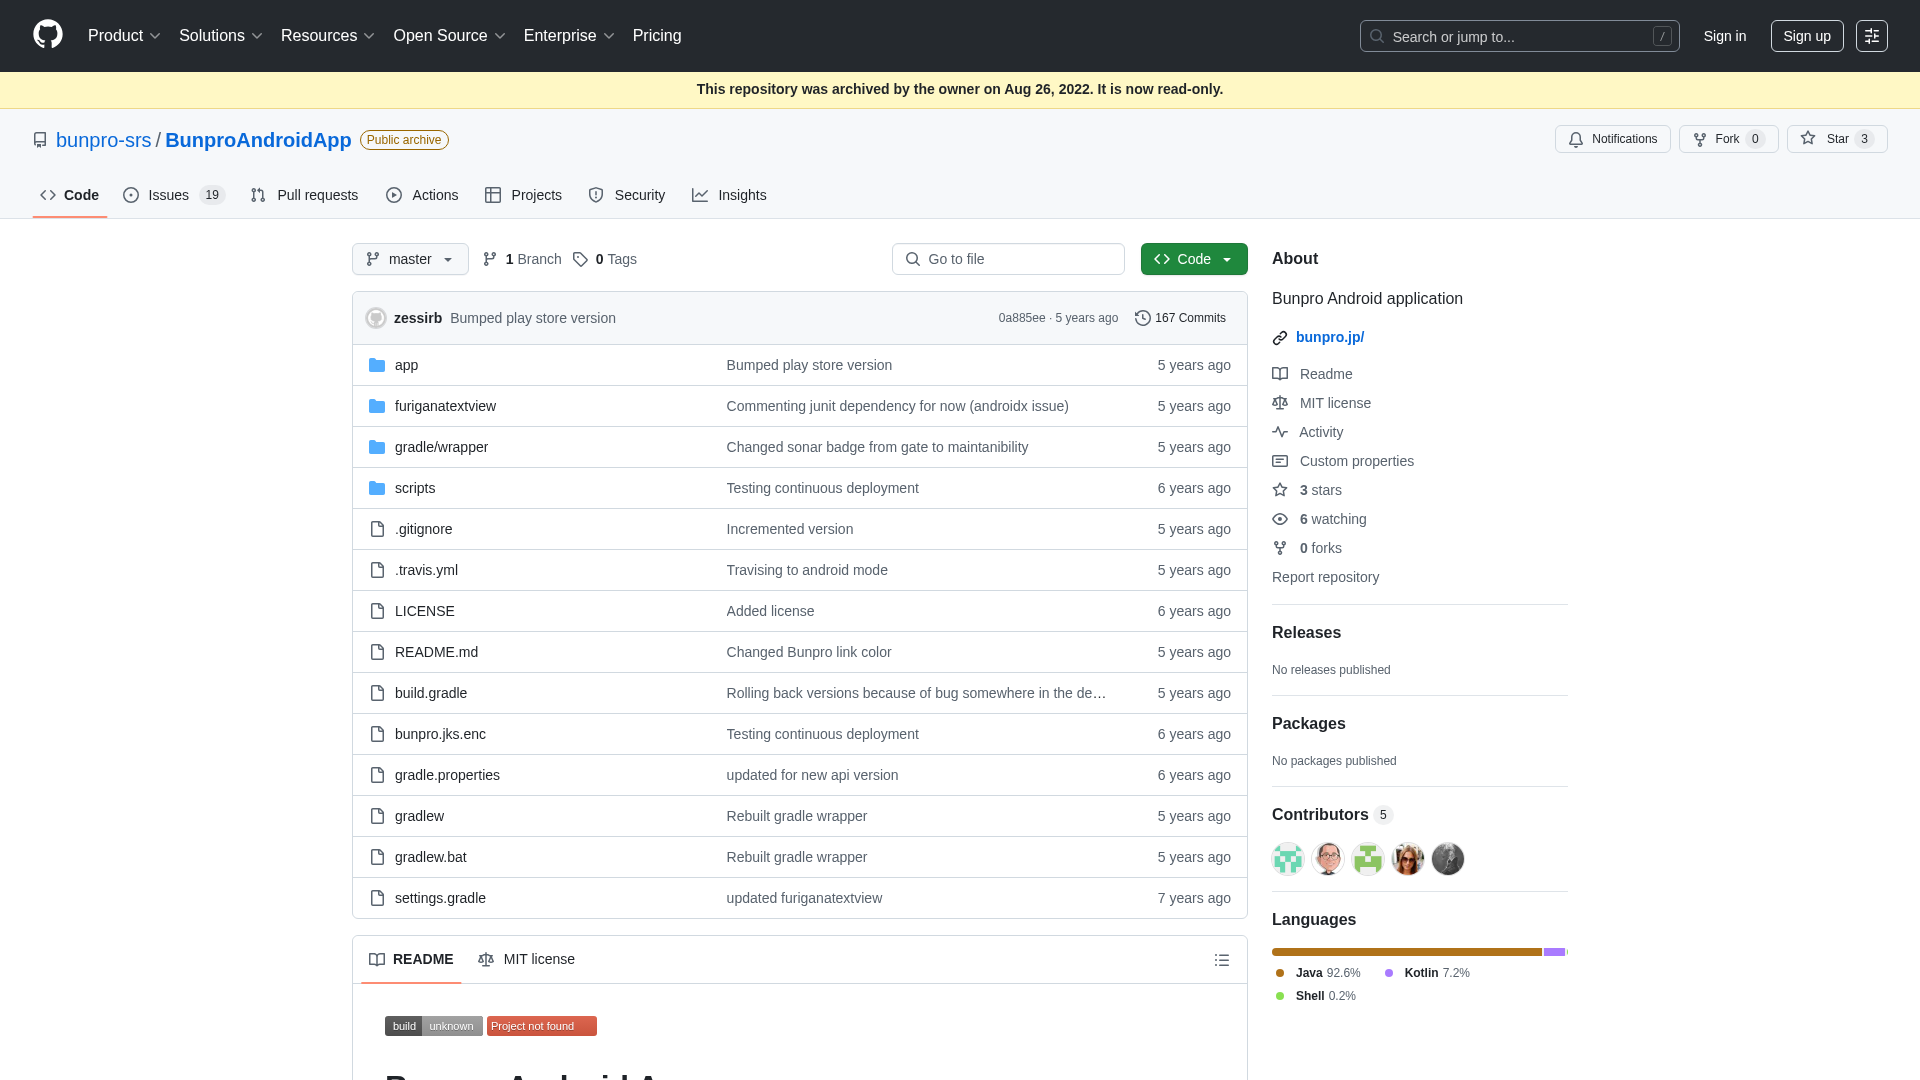 Product Solutions Resources Open Source Enterprise Pricing Search or jump to... / Sign in Sign up
This repository was archived by the owner on Aug 26, 2022. It is now read-only.
bunpro-srs / BunproAndroidApp Public archive Notifications Fork 0 Star 3
Code Issues 19 Pull requests Actions Projects Security Insights
master 1 Branch 0 Tags Go to file Code
zessirb Bumped play store version 0a885ee · 5 years ago 167 Commits
app Bumped play store version 5 years ago
furiganatextview Commenting junit dependency for now (androidx issue) 5 years ago
gradle/wrapper Changed sonar badge from gate to maintanibility 5 years ago
scripts Testing continuous deployment 6 years ago
.gitignore Incremented version 5 years ago
.travis.yml Travising to android mode 5 years ago
LICENSE Added license 6 years ago
README.md Changed Bunpro link color 5 years ago
build.gradle Rolling back versions because of bug somewhere in the de… 5 years ago
bunpro.jks.enc Testing continuous deployment 6 years ago
gradle.properties updated for new api version 6 years ago
gradlew Rebuilt gradle wrapper 5 years ago
gradlew.bat Rebuilt gradle wrapper 5 years ago
settings.gradle updated furiganatextview 7 years ago
README MIT license
build unknown Project not found
About
Bunpro Android application
bunpro.jp/
Readme
MIT license
Activity
Custom properties
3 stars
6 watching
0 forks
Report repository
Releases
No releases published
Packages
No packages published
Contributors 5
Languages
Java 92.6% Kotlin 7.2%
Shell 0.2%